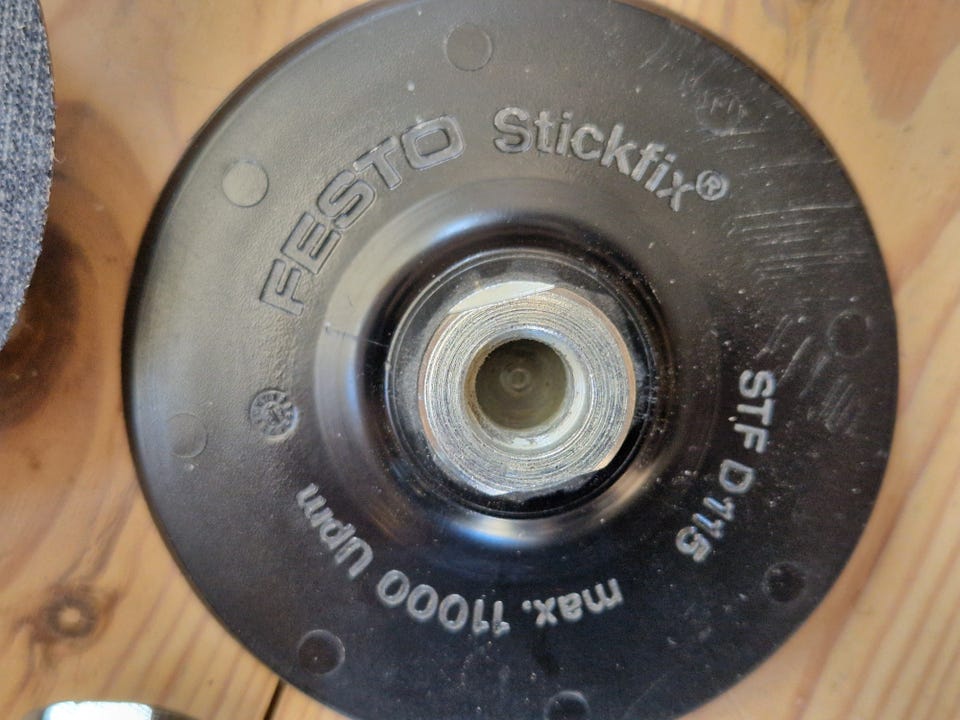 FESTO Stickfix®
STF D 115
max. 11000 Upm